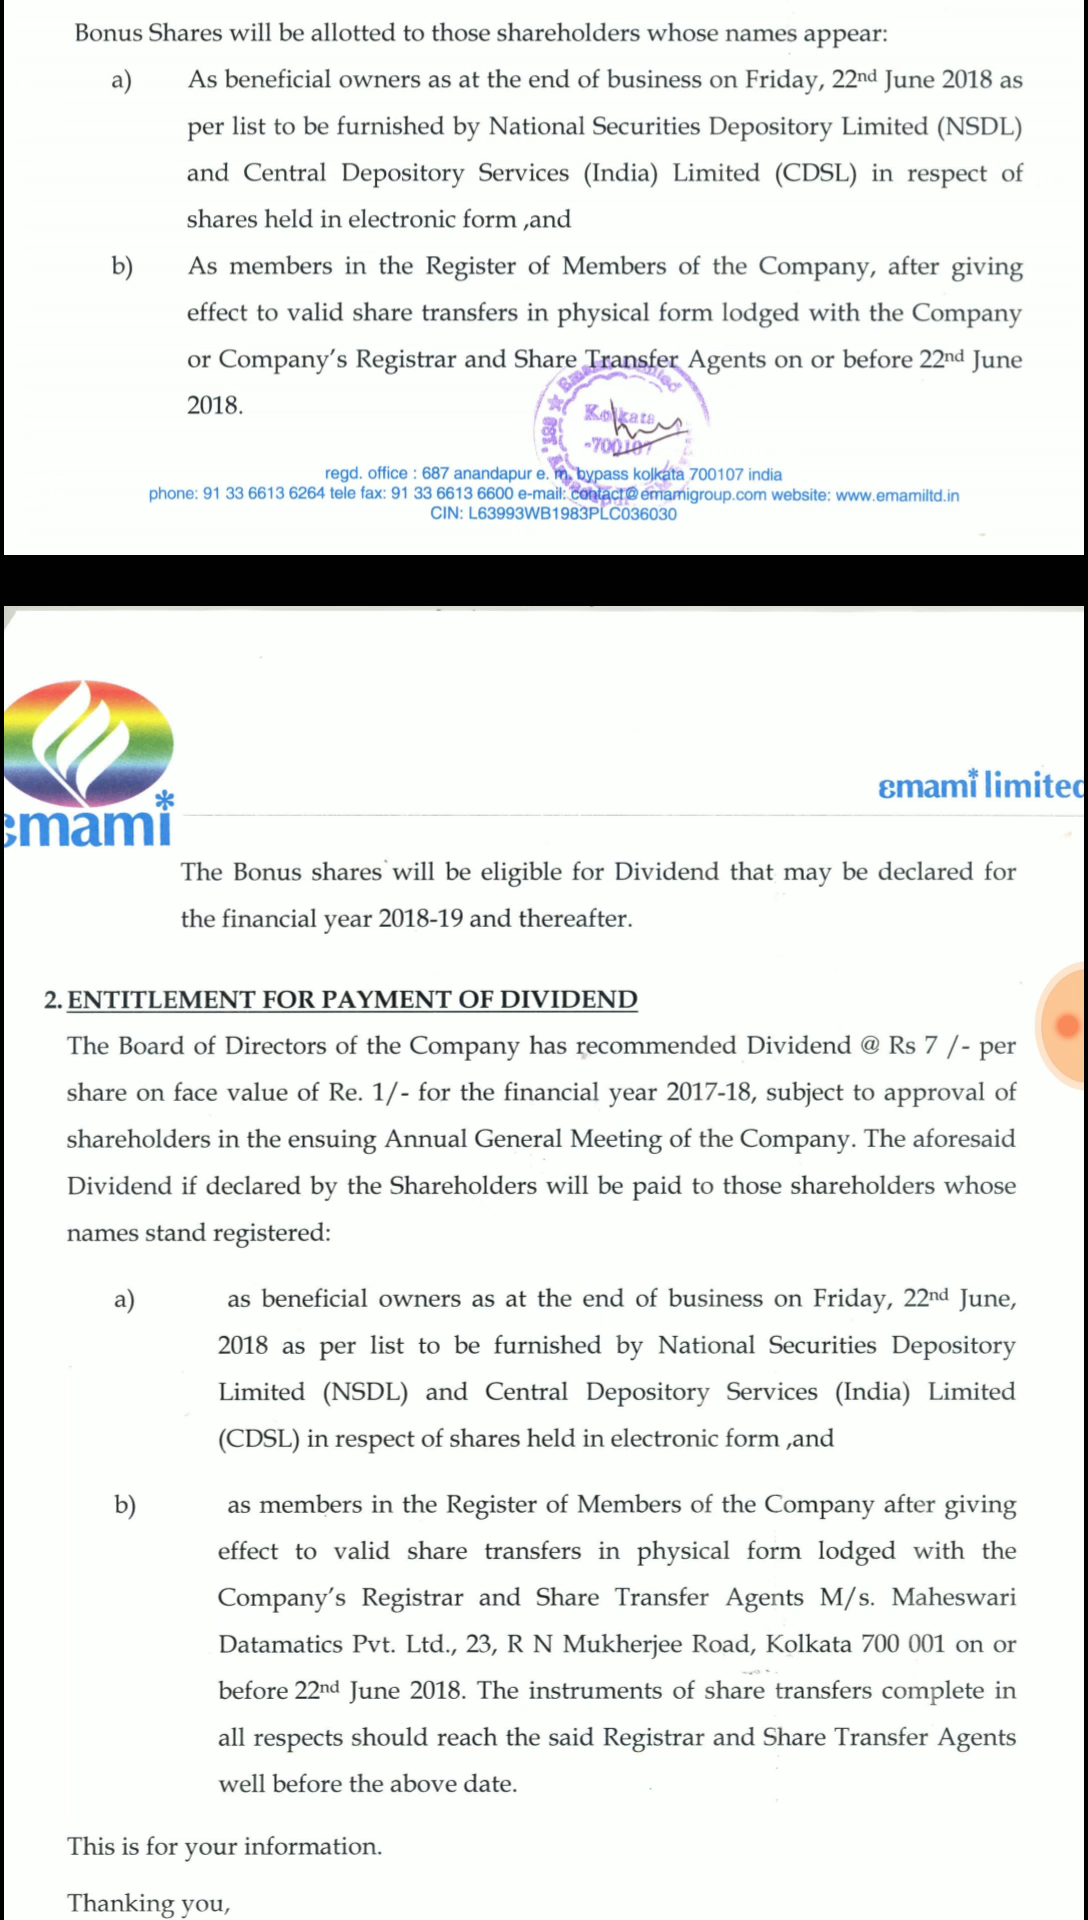 Bonus Shares will be allotted to those shareholders whose names appear:
a) As beneficial owners as at the end of business on Friday, 22nd June 2018 as
per list to be furnished by National Securities Depository Limited (NSDL)
and Central Depository Services (India) Limited (CDSL) in respect of
shares held in electronic form ,and
b) As members in the Register of Members of the Company, after giving
effect to valid share transfers in physical form lodged with the Company
or Company's Registrar and Share Transfer Agents on or before 22nd June
2018.
Kolkata
-700107
regd. office : 687 anandapur e. m. bypass kolkata 700107 india
phone: 91 33 6613 6264 tele fax: 91 33 6613 6600 e-mail: contact@emamigroup.com website: www.emamiltd.in
CIN: L63993WB1983PLC036030
emami limited
emami
The Bonus shares will be eligible for Dividend that may be declared for
the financial year 2018-19 and thereafter.
2. ENTITLEMENT FOR PAYMENT OF DIVIDEND
The Board of Directors of the Company has recommended Dividend @ Rs 7 /- per
share on face value of Re. 1/- for the financial year 2017-18, subject to approval of
shareholders in the ensuing Annual General Meeting of the Company. The aforesaid
Dividend if declared by the Shareholders will be paid to those shareholders whose
names stand registered:
a) as beneficial owners as at the end of business on Friday, 22nd June,
2018 as per list to be furnished by National Securities Depository
Limited (NSDL) and Central Depository Services (India) Limited
(CDSL) in respect of shares held in electronic form ,and
b) as members in the Register of Members of the Company after giving
effect to valid share transfers in physical form lodged with the
Company's Registrar and Share Transfer Agents M/s. Maheswari
Datamatics Pvt. Ltd., 23, R N Mukherjee Road, Kolkata 700 001 on or
before 22nd June 2018. The instruments of share transfers complete in
all respects should reach the said Registrar and Share Transfer Agents
well before the above date.
This is for your information.
Thanking you,